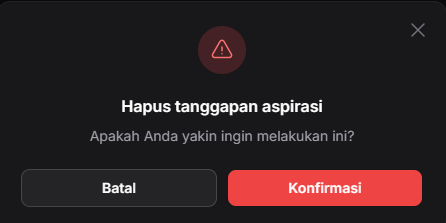 Hapus tanggapan aspirasi
Apakah Anda yakin ingin melakukan ini?
Batal
Konfirmasi